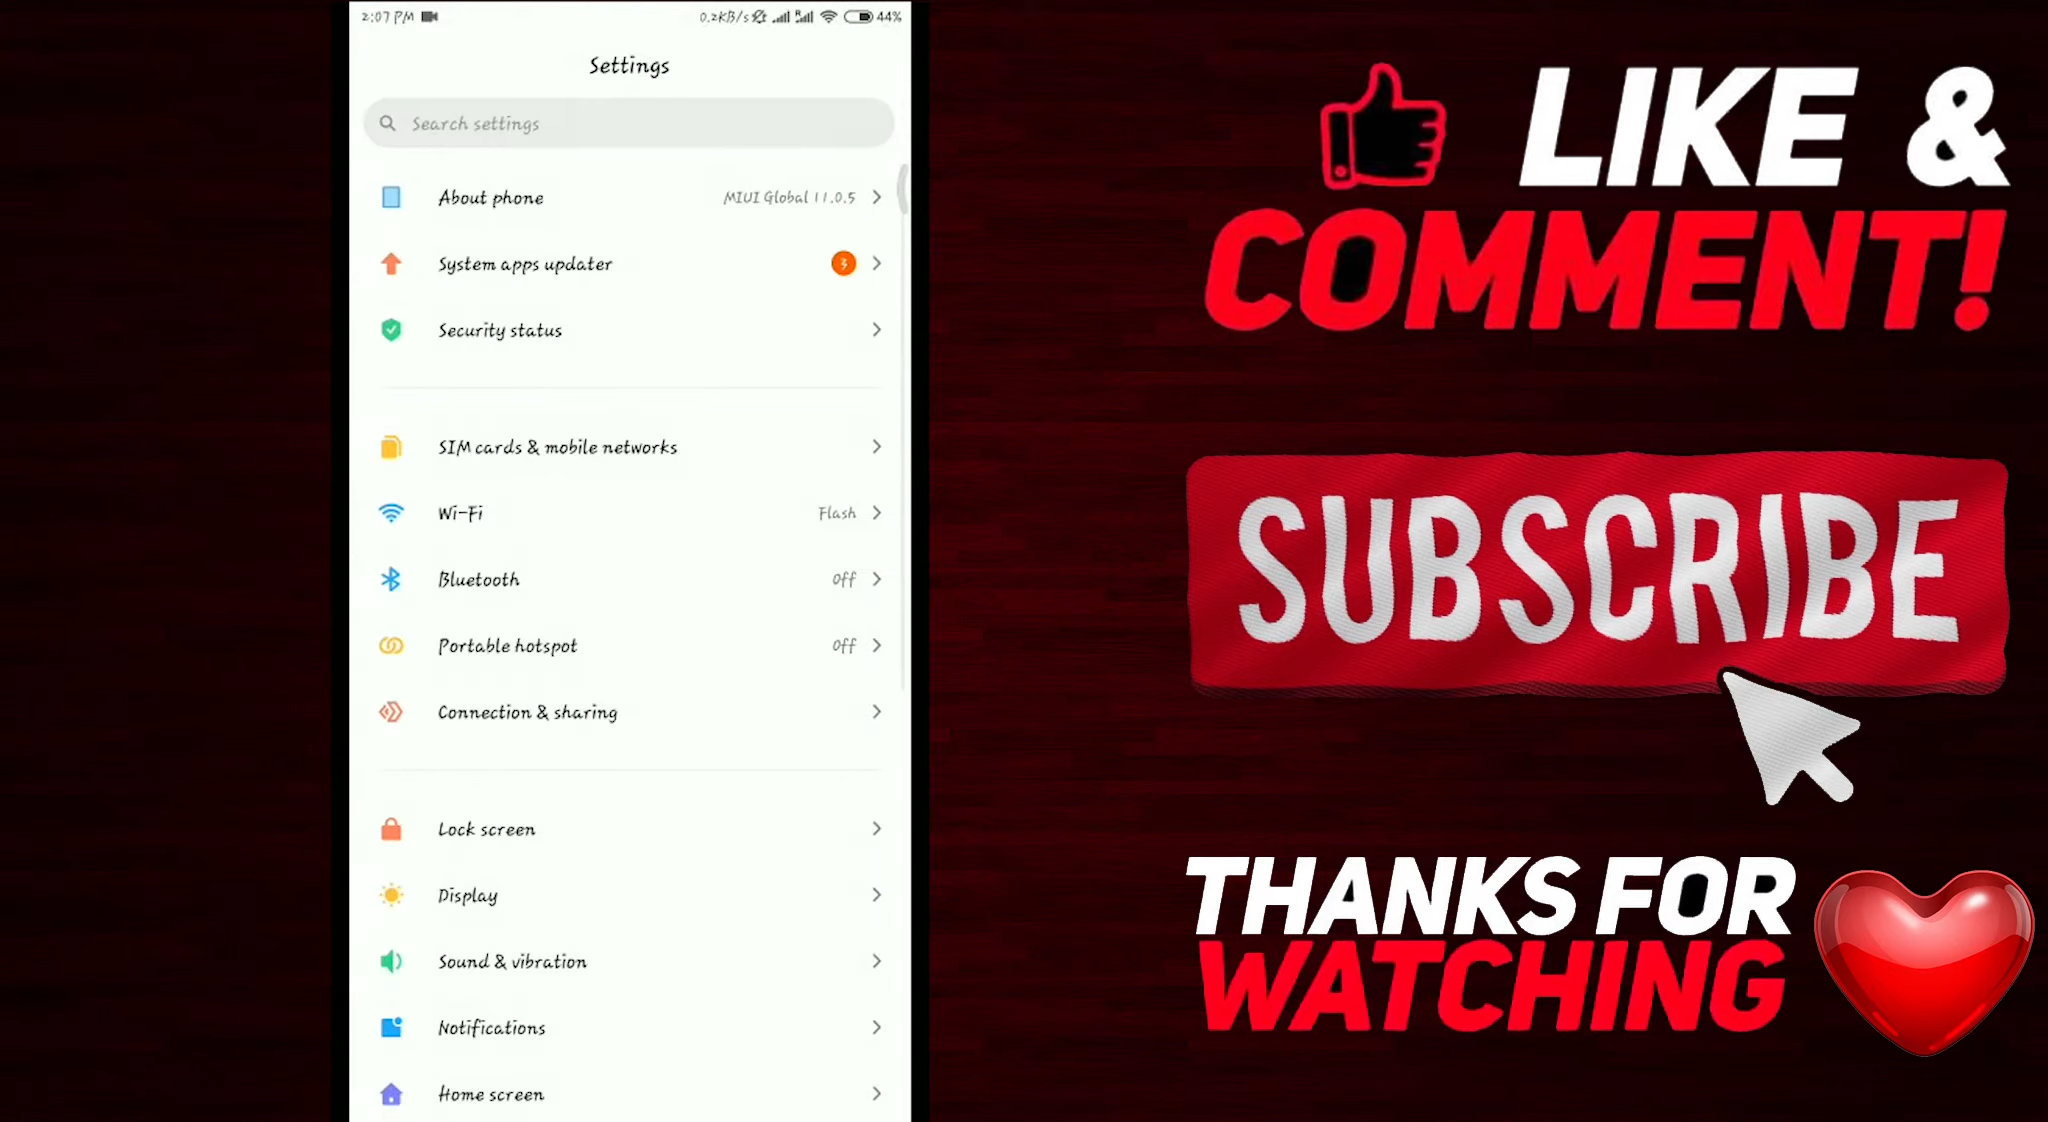 2:07 PM 0.2KB/s 44%
Settings
Search settings
About phone MIUI Global 11.0.5
System apps updater 3
Security status
SIM cards & mobile networks
Wi-Fi Flash
Bluetooth Off
Portable hotspot Off
Connection & sharing
Lock screen
Display
Sound & vibration
Notifications
Home screen
LIKE &
COMMENT!
SUBSCRIBE
THANKS FOR
WATCHING